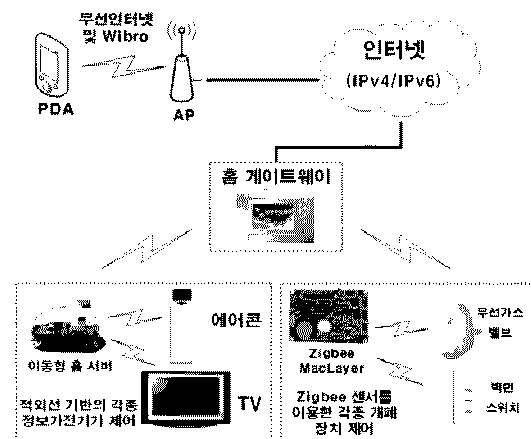 무선인터넷
및 Wibro
PDA
AP
인터넷
(IPv4/IPv6)
홈 게이트웨이
에어콘
이동형 홈 서버
TV
적외선 기반의 각종
정보가전기기 제어
Zigbee
MacLayer
무선가스
밸브
Zigbee 센서를
이용한 각종 개폐
장치 제어
벽면
스위치